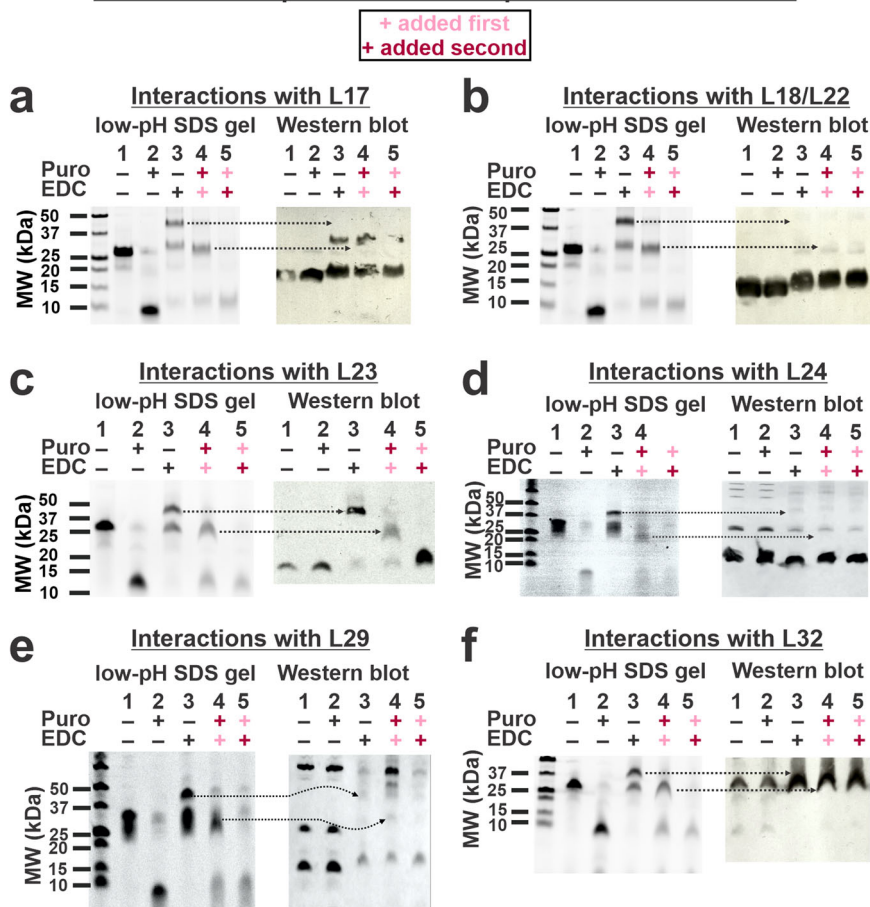 + added first
+ added second
a
Interactions with L17
low-pH SDS gel Western blot
1 2 3 4 5 1 2 3 4 5
Puro – + – + + – + – + +
EDC – – + + + – – + + +
MW (kDa)
50
37
25
20
15
10
b
Interactions with L18/L22
low-pH SDS gel Western blot
1 2 3 4 5 1 2 3 4 5
Puro – + – + + – + – + +
EDC – – + + + – – + + +
MW (kDa)
50
37
25
20
15
10
c
Interactions with L23
low-pH SDS gel Western blot
1 2 3 4 5 1 2 3 4 5
Puro – + – + + – + – + +
EDC – – + + + – – + + +
MW (kDa)
50
37
25
20
15
10
d
Interactions with L24
low-pH SDS gel Western blot
1 2 3 4 1 2 3 4 5
Puro – + – + + – + – + +
EDC – – + + + – – + + +
MW (kDa)
50
37
25
20
15
10
e
Interactions with L29
low-pH SDS gel Western blot
1 2 3 4 5 1 2 3 4 5
Puro – + – + + – + – + +
EDC – – + + + – – + + +
MW (kDa)
50
37
25
15
10
f
Interactions with L32
low-pH SDS gel Western blot
1 2 3 4 5 1 2 3 4 5
Puro – + – + + – + – + +
EDC – – + + + – – + + +
MW (kDa)
37
25
20
15
10